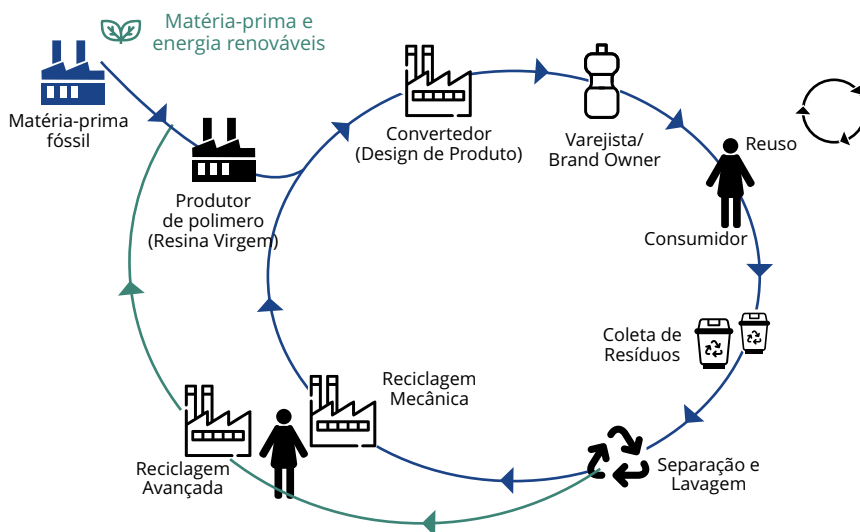 Matéria-prima e
energia renováveis
Matéria-prima
fóssil
Produtor
de polimero
(Resina Virgem)
Convertedor
(Design de Produto)
Varejista/
Brand Owner
Reuso
Consumidor
Coleta de
Resíduos
Separação e
Lavagem
Reciclagem
Mecânica
Reciclagem
Avançada